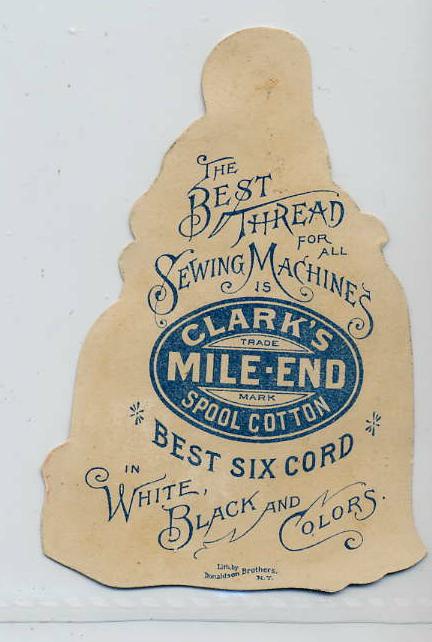 THE
BEST
THREAD
FOR
ALL
SEWING MACHINES
IS
CLARK'S
TRADE
MILE-END
MARK
SPOOL COTTON
BEST SIX CORD
IN
WHITE,
BLACK AND COLORS.
Lith. by
Donaldson Brothers,
N.Y.